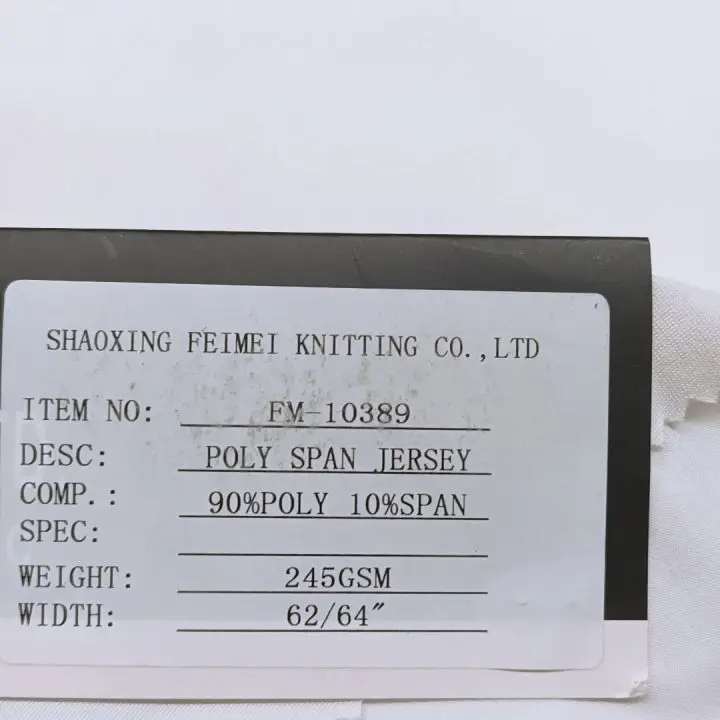 SHAOXING FEIMEI KNITTING CO.,LTD
ITEM NO: FM-10389
DESC: POLY SPAN JERSEY
COMP.: 90%POLY 10%SPAN
SPEC:
WEIGHT: 245GSM
WIDTH: 62/64″